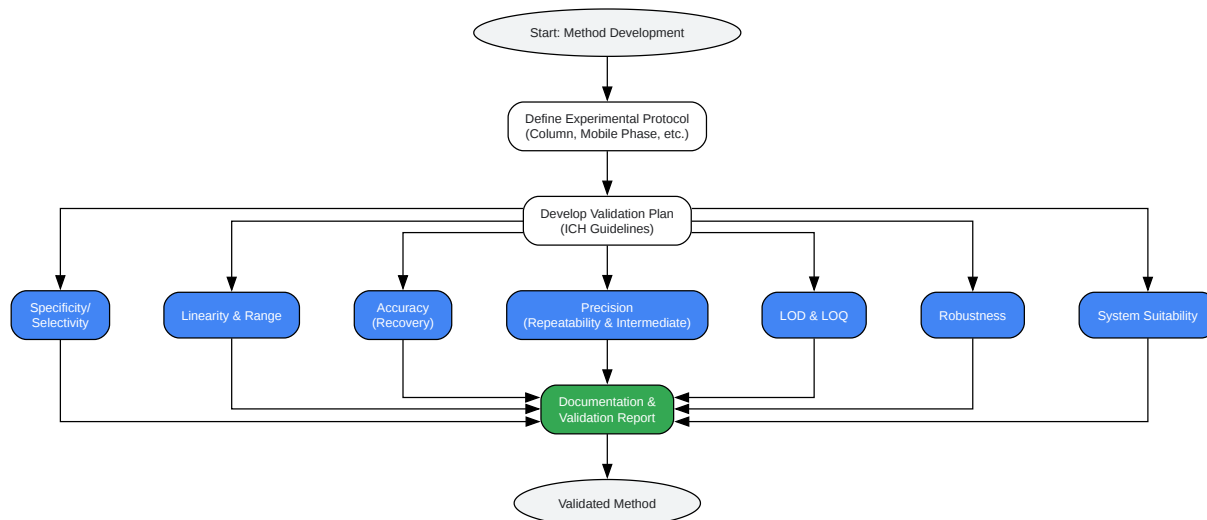 Start: Method Development
Define Experimental Protocol
(Column, Mobile Phase, etc.)
Develop Validation Plan
(ICH Guidelines)
Specificity/
Selectivity
Linearity & Range
Accuracy
(Recovery)
Precision
(Repeatability & Intermediate)
LOD & LOQ
Robustness
System Suitability
Documentation &
Validation Report
Validated Method